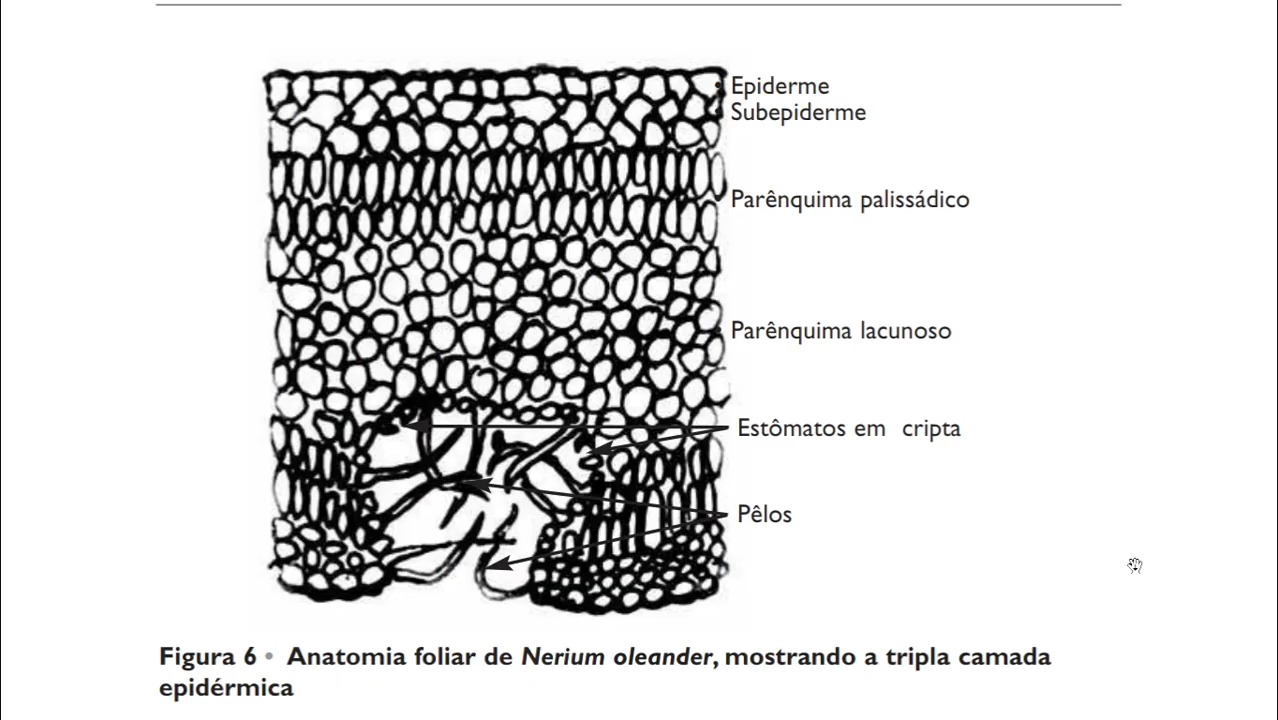 Epiderme
Subepiderme
Parênquima palissádico
Parênquima lacunoso
Estômatos em cripta
Pêlos
Figura 6 • Anatomia foliar de Nerium oleander, mostrando a tripla camada
epidérmica